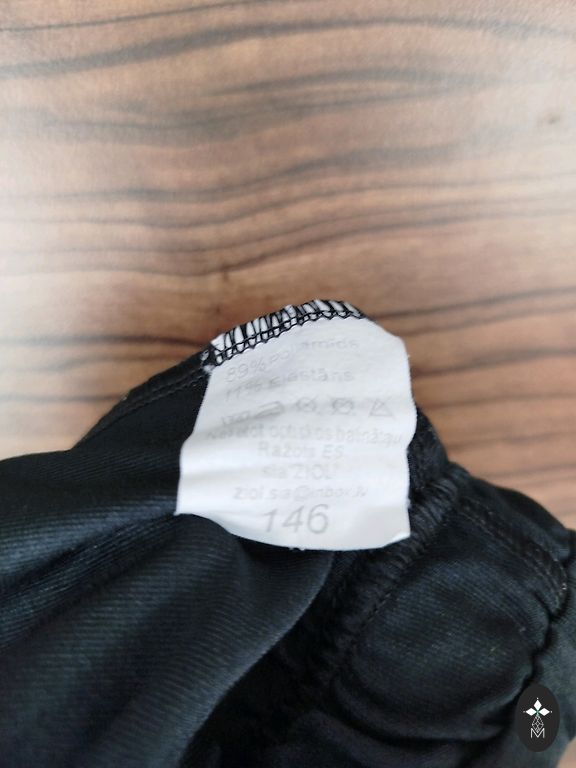 89% poliamīds
11% elastāns
Ražots ES
sia ZIOL
ziol.sia@inbox.lv
146